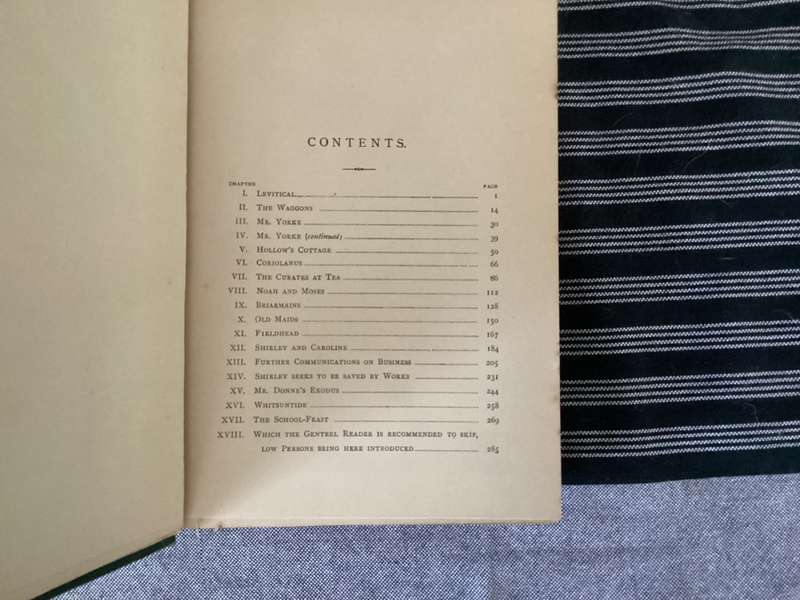 CONTENTS.
CHAPTER PAGE
I. LEVITICAL 1
II. THE WAGGONS 14
III. MR. YORKE 30
IV. MR. YORKE (continued) 39
V. HOLLOW'S COTTAGE 50
VI. CORIOLANUS 66
VII. THE CURATES AT TEA 86
VIII. NOAH AND MOSES 112
IX. BRIARMAINS 128
X. OLD MAIDS 150
XI. FIELDHEAD 167
XII. SHIRLEY AND CAROLINE 184
XIII. FURTHER COMMUNICATIONS ON BUSINESS 205
XIV. SHIRLEY SEEKS TO BE SAVED BY WORKS 231
XV. MR. DONNE'S EXODUS 244
XVI. WHITSUNTIDE 258
XVII. THE SCHOOL-FEAST 269
XVIII. WHICH THE GENTEEL READER IS RECOMMENDED TO SKIP,
LOW PERSONS BEING HERE INTRODUCED 285